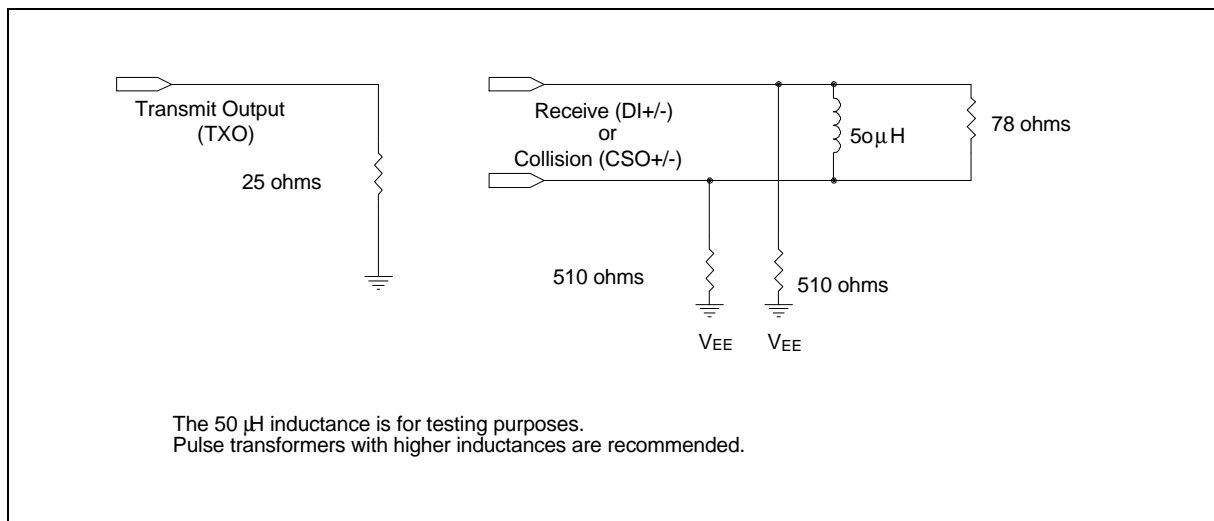 Transmit Output
(TXO)
25 ohms
Receive (DI+/-)
or
Collision (CSO+/-)
5oµH
78 ohms
510 ohms
510 ohms
VEE
VEE
The 50 µH inductance is for testing purposes.
Pulse transformers with higher inductances are recommended.